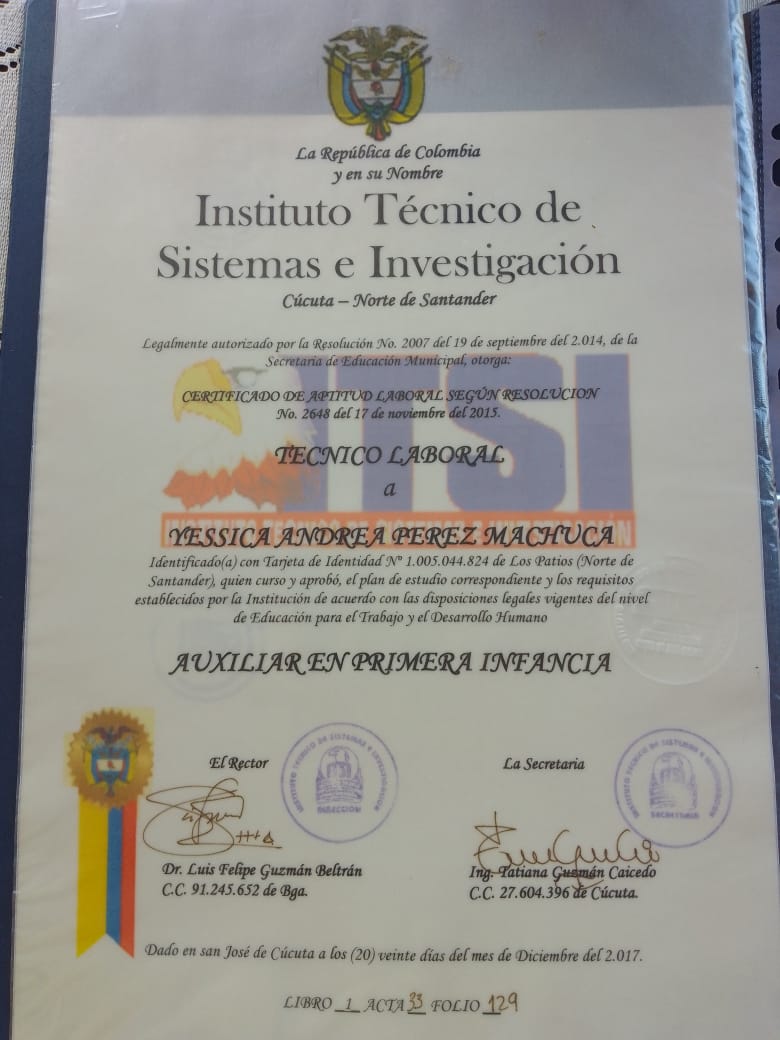 La República de Colombia
y en su Nombre
Instituto Técnico de
Sistemas e Investigación
Cúcuta – Norte de Santander
Legalmente autorizado por la Resolución No. 2007 del 19 de septiembre del 2.014, de la
Secretaria de Educación Municipal, otorga:
CERTIFICADO DE APTITUD LABORAL SEGÚN RESOLUCION
No. 2648 del 17 de noviembre del 2015.
ITSI
TECNICO LABORAL
a
INSTITUTO TECNICO DE SISTEMAS E INVESTIGACIÓN
YESSICA ANDREA PEREZ MACHUCA
Identificado(a) con Tarjeta de Identidad Nº 1.005.044.824 de Los Patios (Norte de
Santander), quien curso y aprobó, el plan de estudio correspondiente y los requisitos
establecidos por la Institución de acuerdo con las disposiciones legales vigentes del nivel
de Educación para el Trabajo y el Desarrollo Humano
AUXILIAR EN PRIMERA INFANCIA
El Rector
INSTITUTO TECNICO DE SISTEMAS E INVESTIGACION
DIRECCION
La Secretaria
INSTITUTO TECNICO DE SISTEMAS E INVESTIGACION
SECRETARIA
Dr. Luis Felipe Guzmán Beltrán
C.C. 91.245.652 de Bga.
Ing. Tatiana Guzmán Caicedo
C.C. 27.604.396 de Cúcuta.
Dado en san José de Cúcuta a los (20) veinte días del mes de Diciembre del 2.017.
LIBRO 1 ACTA 33 FOLIO 129